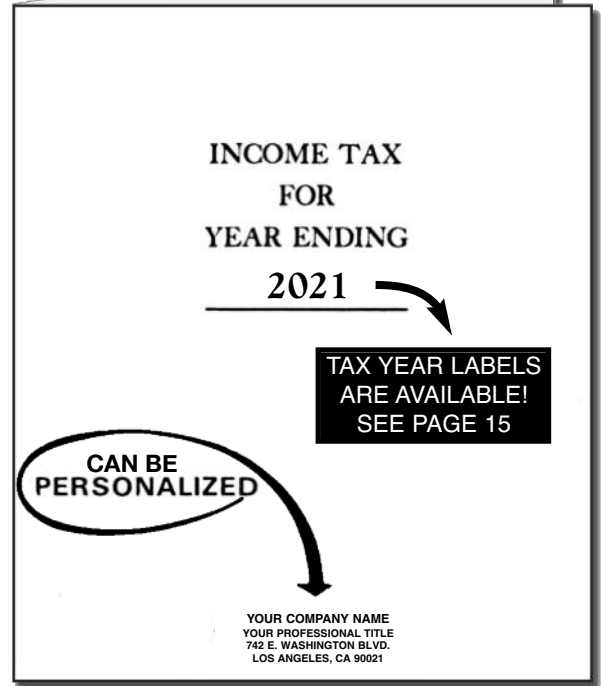 INCOME TAX
FOR
YEAR ENDING
2021
TAX YEAR LABELS
ARE AVAILABLE!
SEE PAGE 15
CAN BE
PERSONALIZED
YOUR COMPANY NAME
YOUR PROFESSIONAL TITLE
742 E. WASHINGTON BLVD.
LOS ANGELES, CA 90021